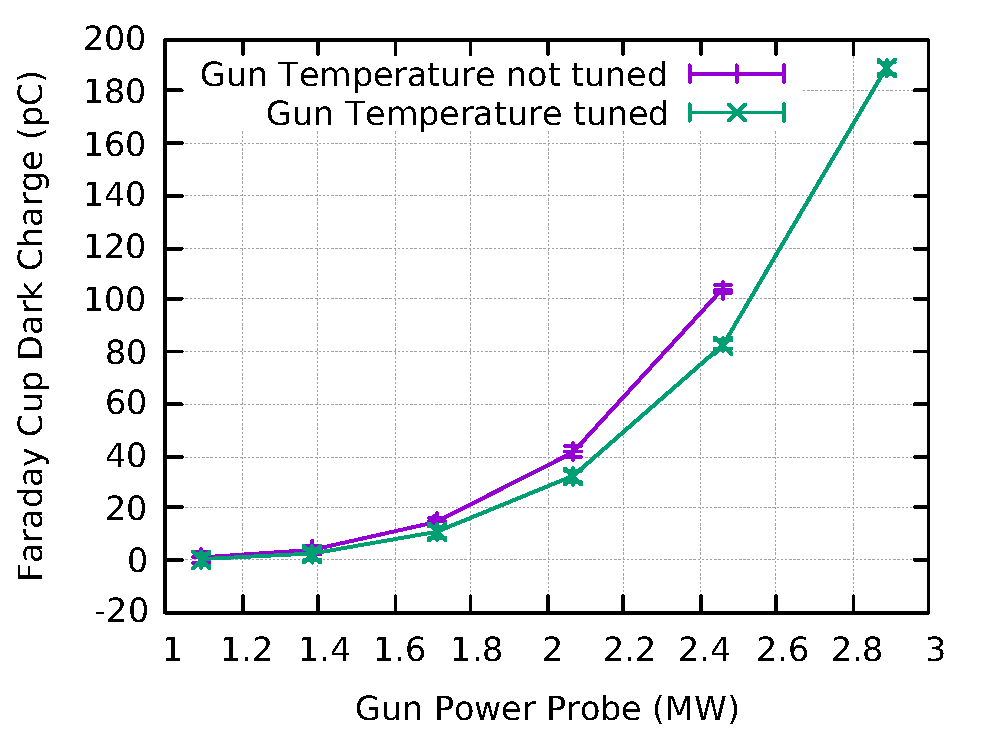 Faraday Cup Dark Charge (pC)
200
180
160
140
120
100
80
60
40
20
0
-20
Gun Temperature not tuned
Gun Temperature tuned
1 1.2 1.4 1.6 1.8 2 2.2 2.4 2.6 2.8 3
Gun Power Probe (MW)